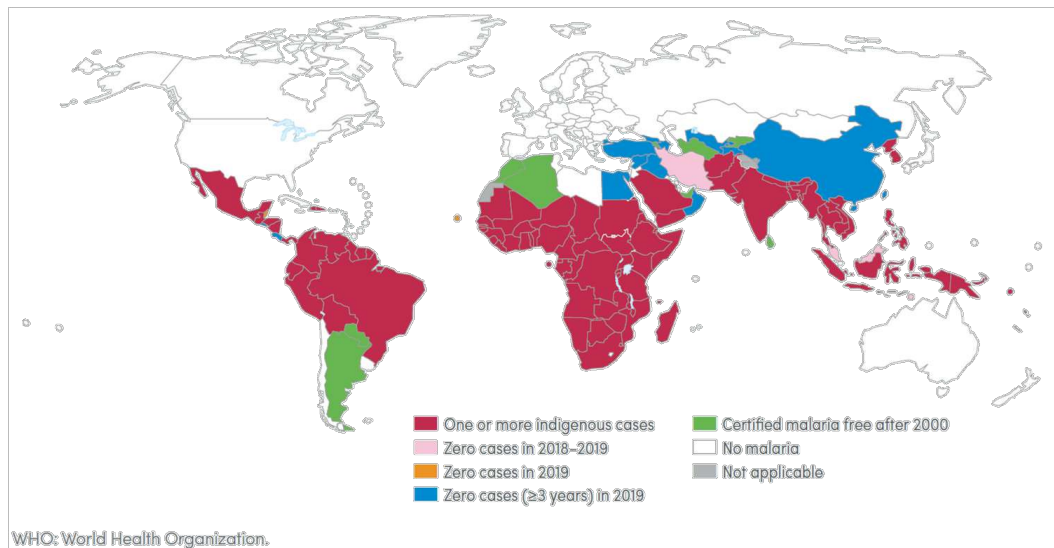 One or more indigenous cases
Zero cases in 2018–2019
Zero cases in 2019
Zero cases (≥3 years) in 2019
Certified malaria free after 2000
No malaria
Not applicable
WHO: World Health Organization.